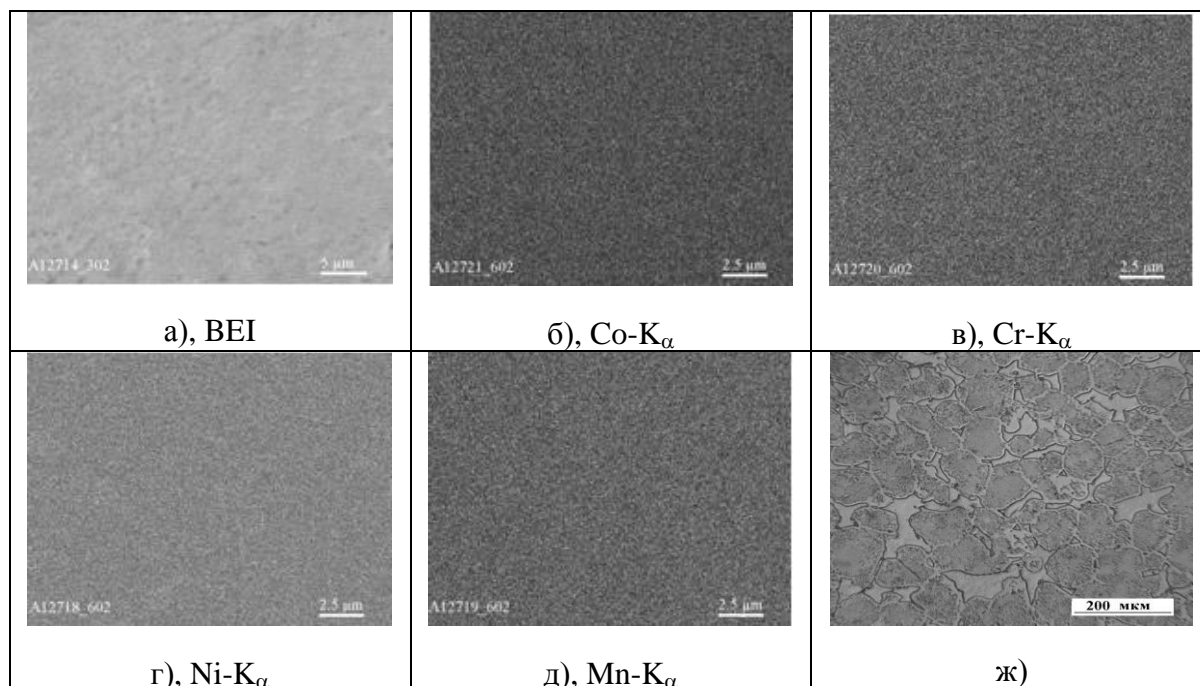 A12714_302 5 μm
A12721_602 2.5 μm
A12720_602 2.5 μm
а), BEI
б), Co-Kα
в), Cr-Kα
A12718_602 2.5 μm
A12719_602 2.5 μm
200 мкм
г), Ni-Kα
д), Mn-Kα
ж)